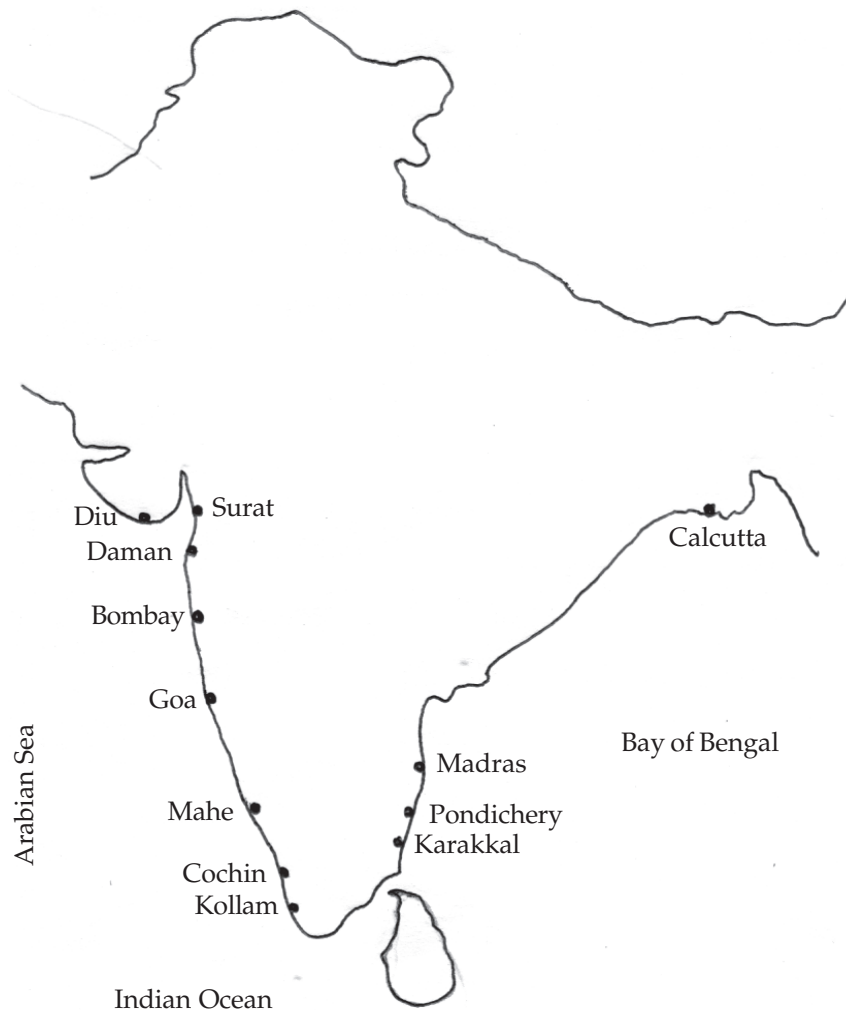 Diu
Surat
Daman
Calcutta
Bombay
Goa
Arabian Sea
Bay of Bengal
Madras
Mahe
Pondichery
Karakkal
Cochin
Kollam
Indian Ocean